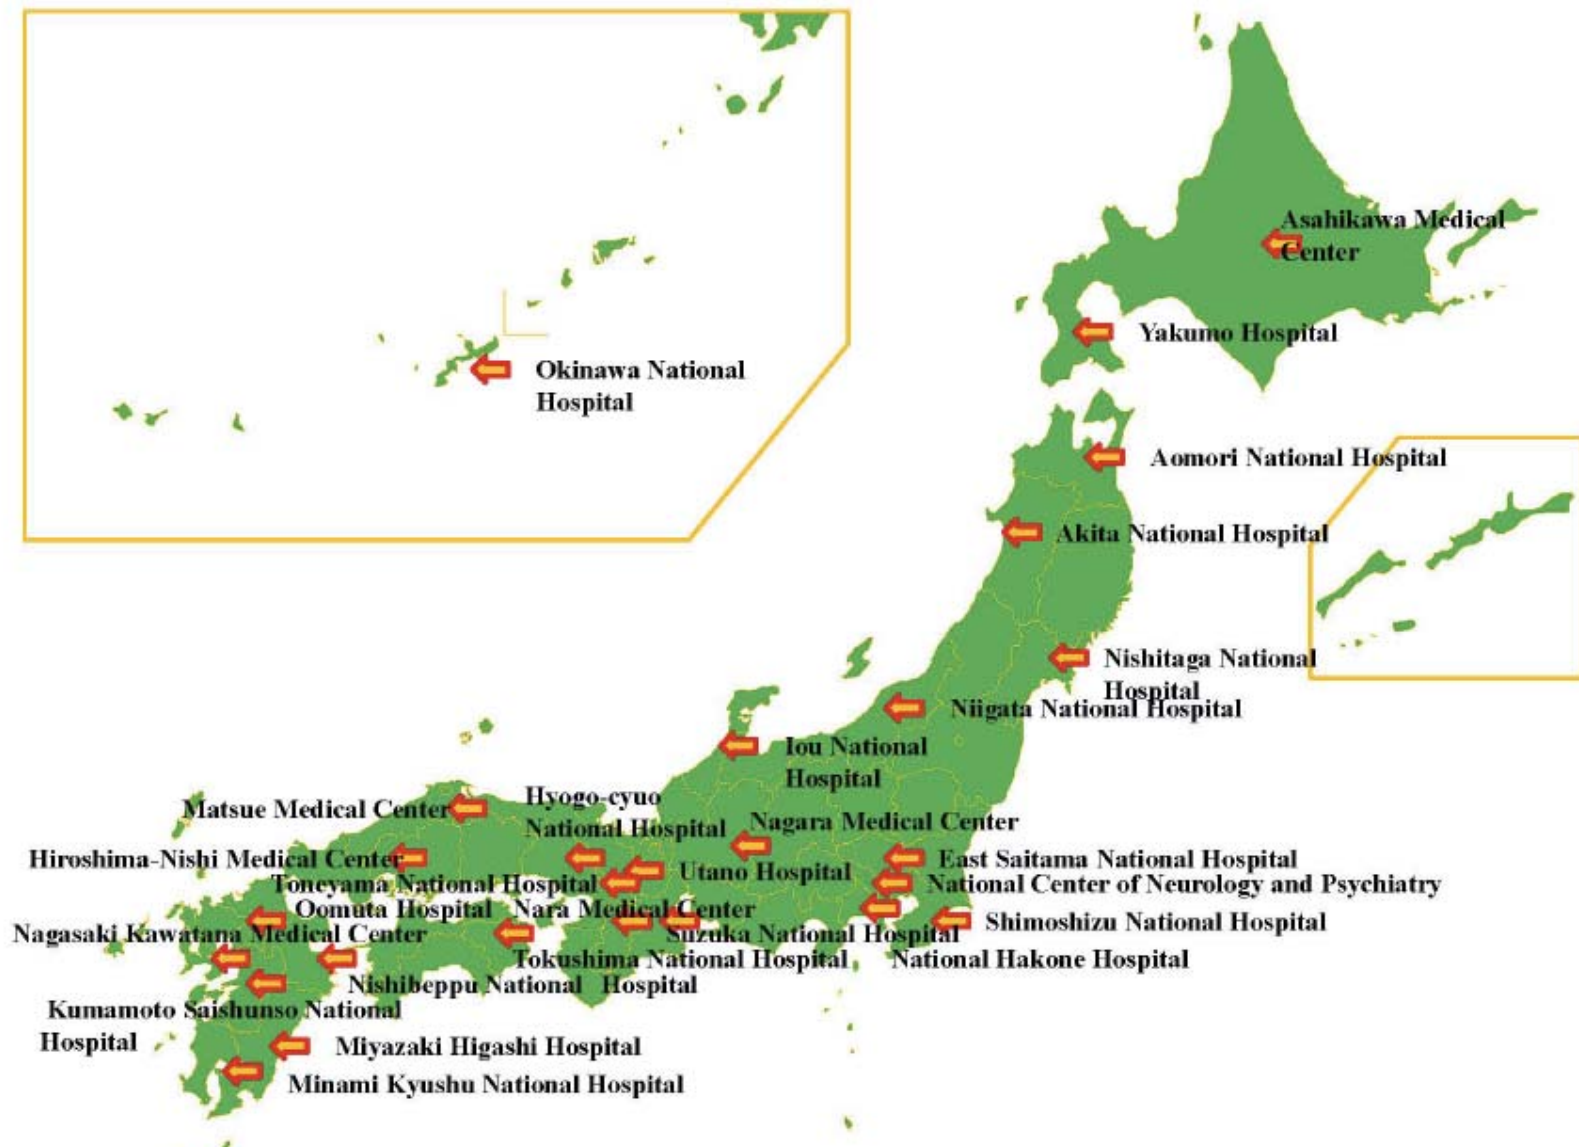 Asahikawa Medical
Center
Yakumo Hospital
Okinawa National
Hospital
Aomori National Hospital
Akita National Hospital
Nishitaga National
Hospital
Niigata National Hospital
Iou National
Hospital
Matsue Medical Center
Hyogo-cyuo
National Hospital
Nagara Medical Center
Hiroshima-Nishi Medical Center
East Saitama National Hospital
Utano Hospital
Toneyama National Hospital
National Center of Neurology and Psychiatry
Oomuta Hospital
Nara Medical Center
Shimoshizu National Hospital
Nagasaki Kawatana Medical Center
Suzuka National Hospital
Tokushima National Hospital
National Hakone Hospital
Nishibeppu National Hospital
Kumamoto Saishunso National
Hospital
Miyazaki Higashi Hospital
Minami Kyushu National Hospital